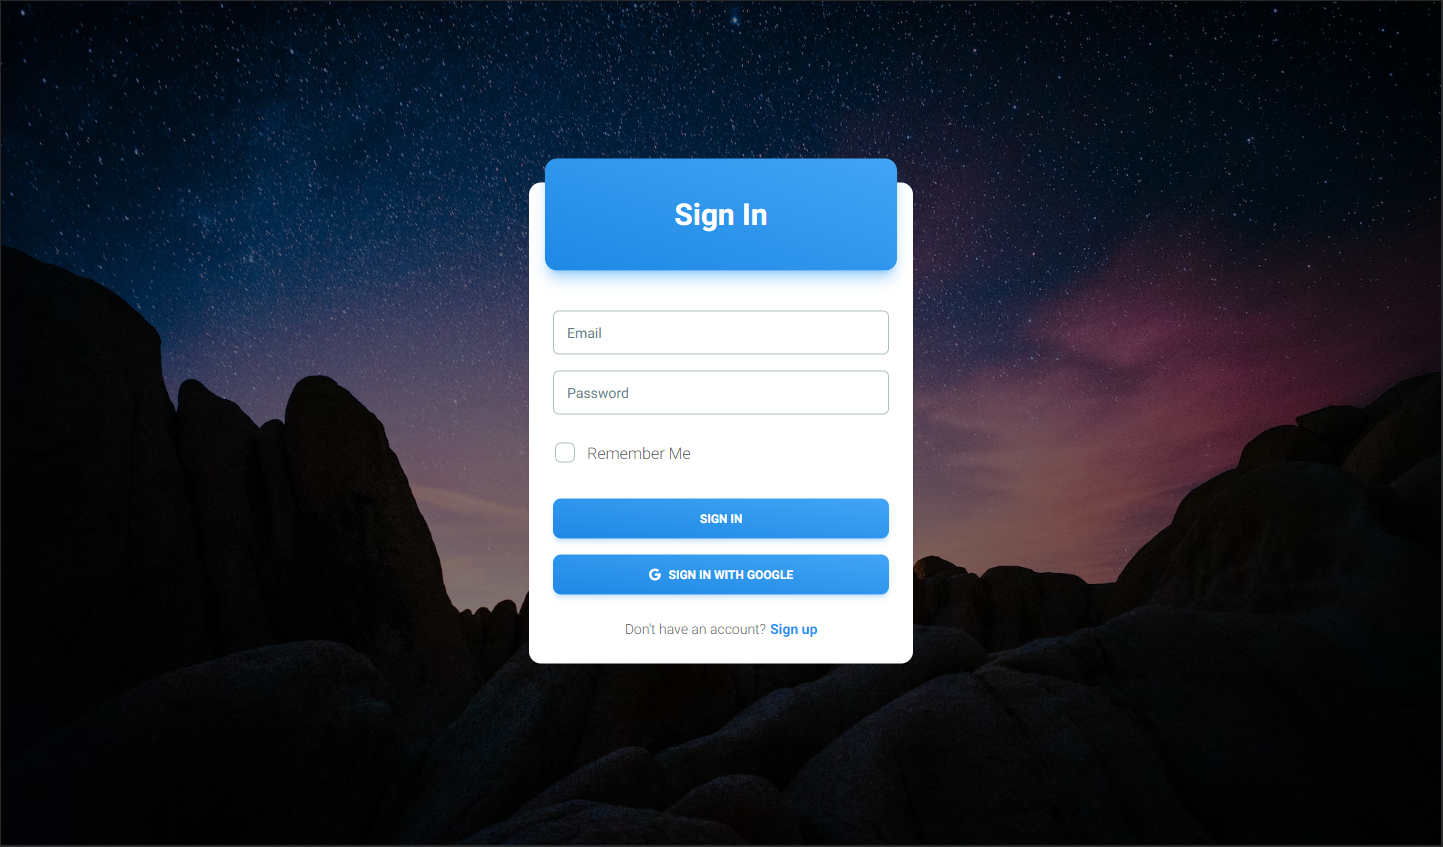 Sign In
Email
Password
Remember Me
SIGN IN
SIGN IN WITH GOOGLE
Don't have an account? Sign up